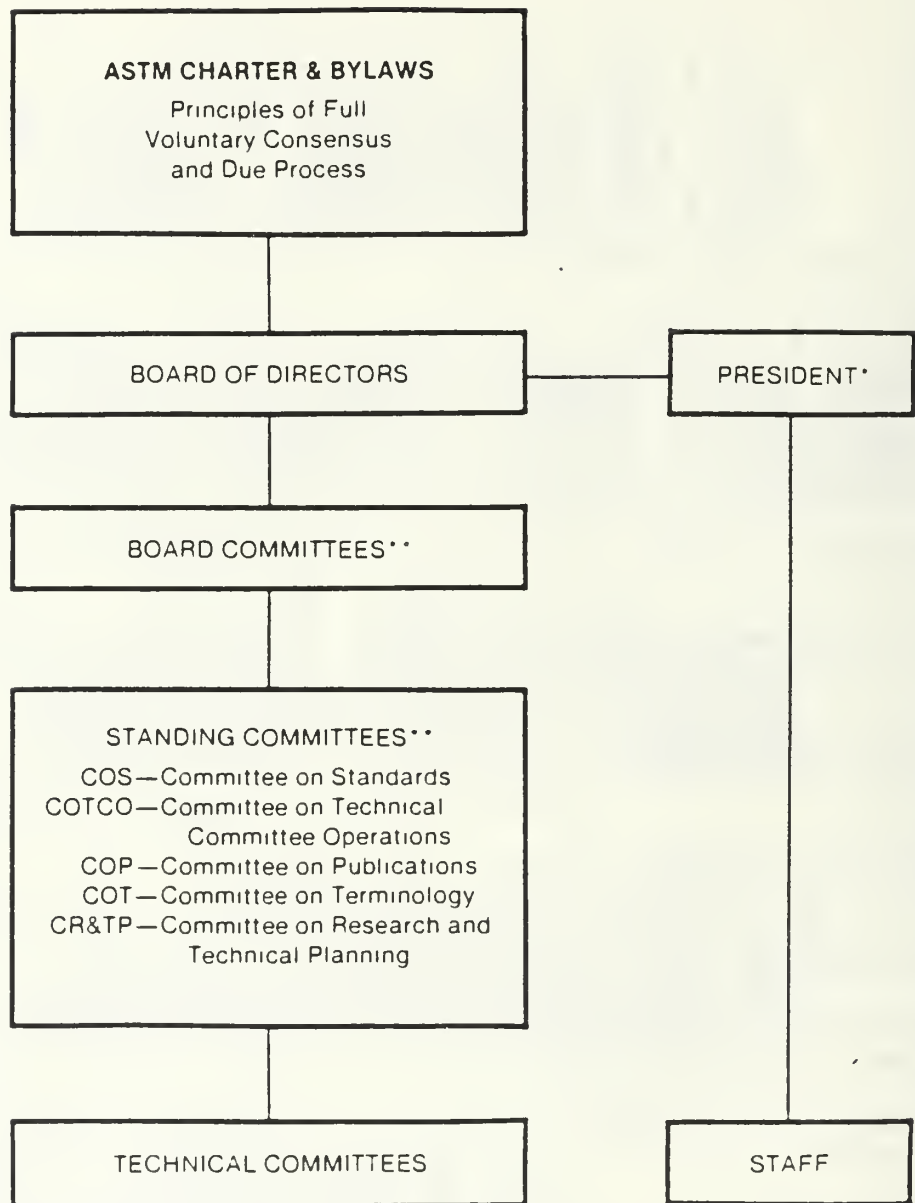 ASTM CHARTER & BYLAWS
Principles of Full
Voluntary Consensus
and Due Process
BOARD OF DIRECTORS
PRESIDENT*
BOARD COMMITTEES**
STANDING COMMITTEES**
COS—Committee on Standards
COTCO—Committee on Technical
Committee Operations
COP—Committee on Publications
COT—Committee on Terminology
CR&TP—Committee on Research and
Technical Planning
TECHNICAL COMMITTEES
STAFF